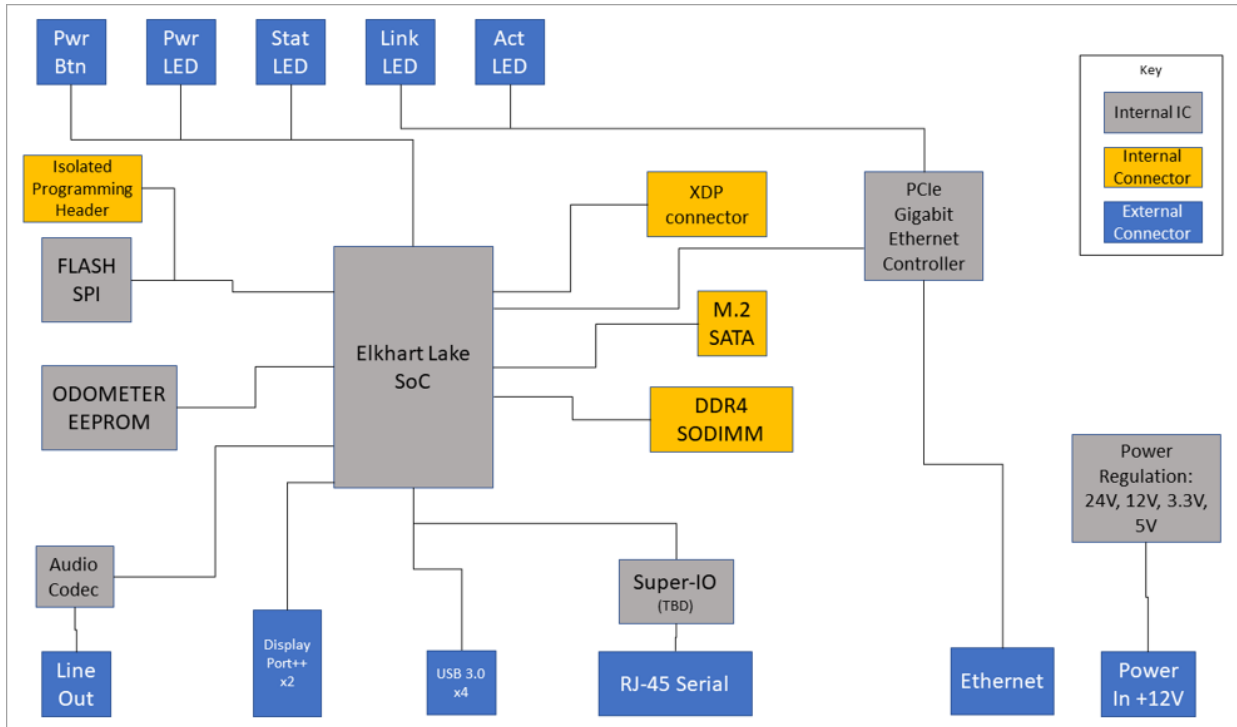 Pwr
Btn
Pwr
LED
Stat
LED
Link
LED
Act
LED
Key
Internal IC
Internal
Connector
External
Connector
Isolated
Programming
Header
XDP
connector
PCIe
Gigabit
Ethernet
Controller
FLASH
SPI
M.2
SATA
Elkhart Lake
SoC
ODOMETER
EEPROM
DDR4
SODIMM
Power
Regulation:
24V, 12V, 3.3V,
5V
Audio
Codec
Super-IO
(TBD)
Line
Out
Display
Port++
x2
USB 3.0
x4
RJ-45 Serial
Ethernet
Power
In +12V